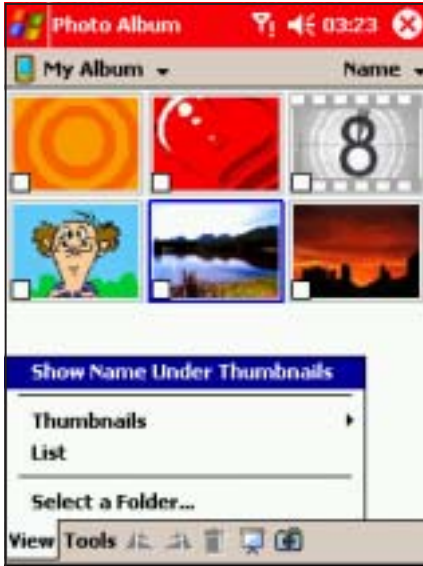 Photo Album 03:23
My Album Name
8
Show Name Under Thumbnails
Thumbnails
List
Select a Folder...
View Tools